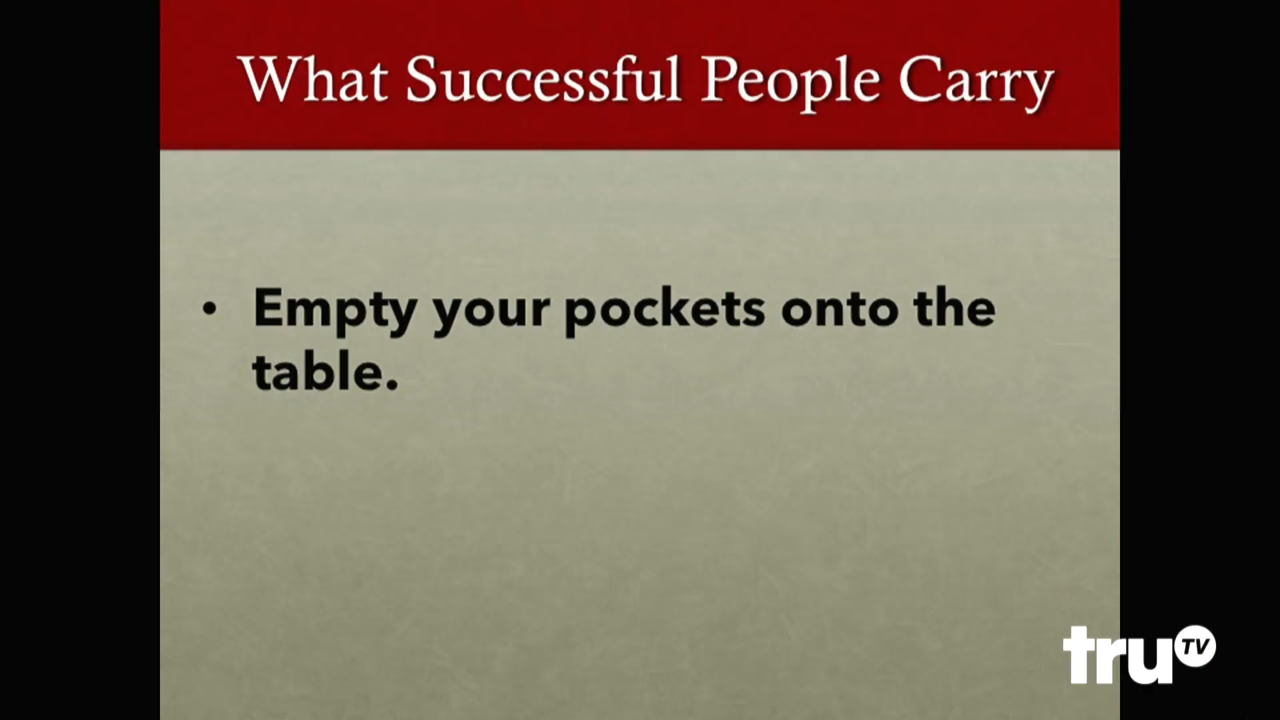 What Successful People Carry
• Empty your pockets onto the
table.
truTV